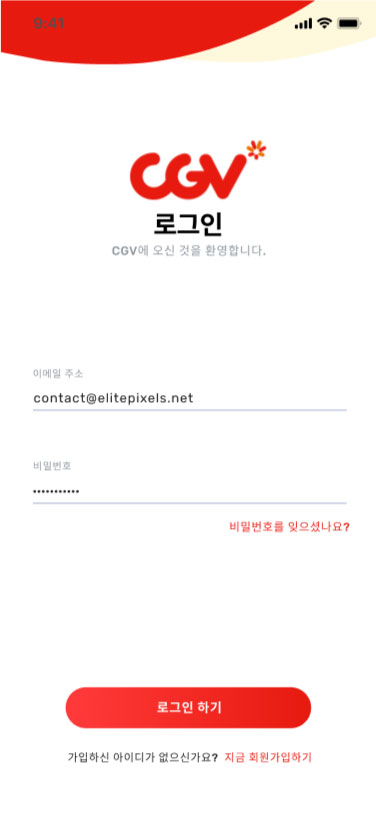 9:41
CGV
로그인
CGV에 오신 것을 환영합니다.
이메일 주소
contact@elitepixels.net
비밀번호
•••••••••••
비밀번호를 잊으셨나요?
로그인 하기
가입하신 아이디가 없으신가요? 지금 회원가입하기